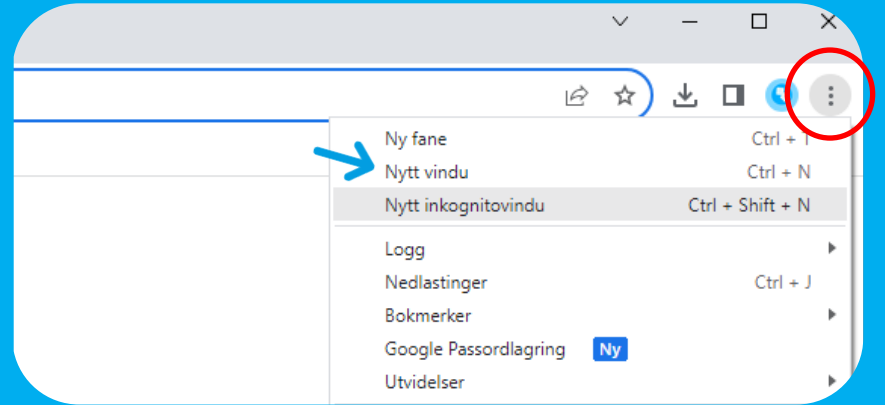 Ny fane Ctrl + T
Nytt vindu Ctrl + N
Nytt inkognitovindu Ctrl + Shift + N
Logg
Nedlastinger Ctrl + J
Bokmerker
Google Passordlagring Ny
Utvidelser